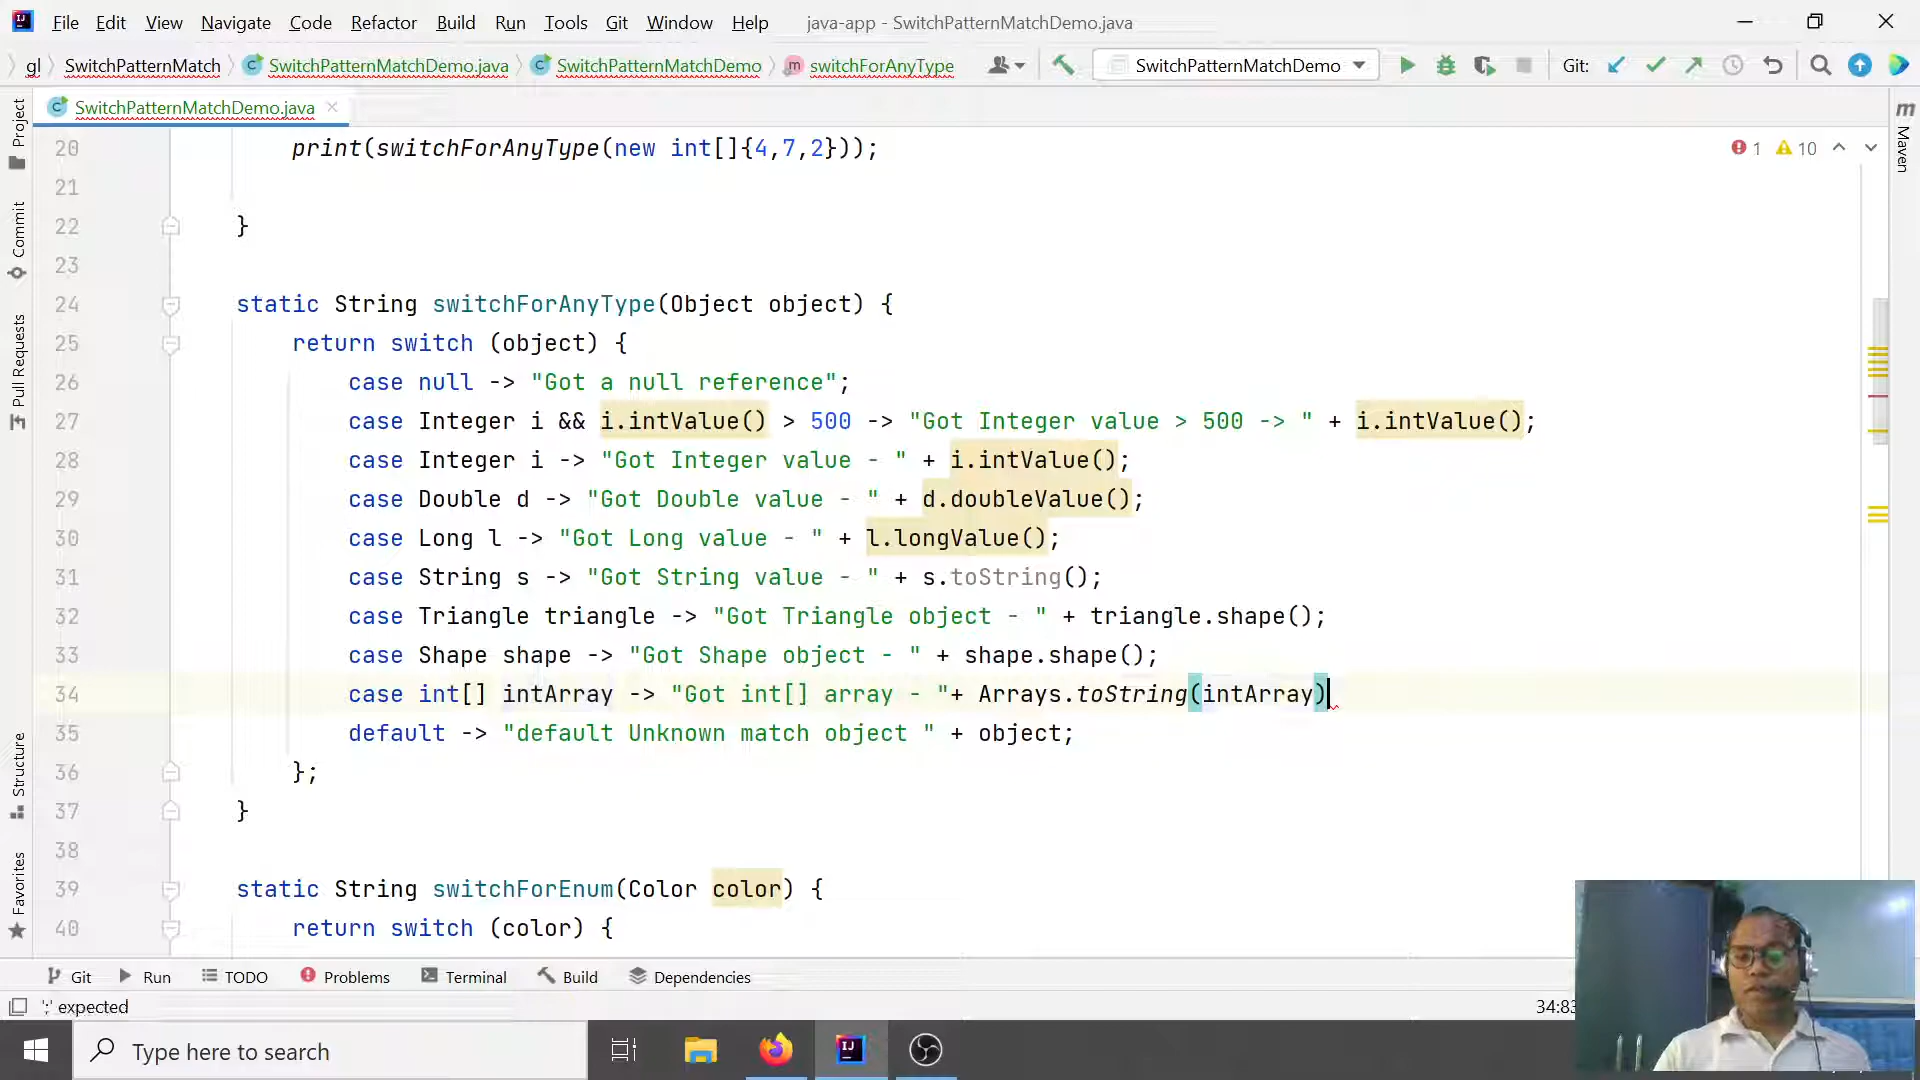 File Edit View Navigate Code Refactor Build Run Tools Git Window Help java-app - SwitchPatternMatchDemo.java
gl SwitchPatternMatch SwitchPatternMatchDemo.java SwitchPatternMatchDemo switchForAnyType SwitchPatternMatchDemo Git:
SwitchPatternMatchDemo.java
Project
Commit
Pull Requests
Structure
Favorites
Maven
1 10
20 print(switchForAnyType(new int[]{4,7,2}));
21
22 }
23
24 static String switchForAnyType(Object object) {
25 return switch (object) {
26 case null -> "Got a null reference";
27 case Integer i && i.intValue() > 500 -> "Got Integer value > 500 -> " + i.intValue();
28 case Integer i -> "Got Integer value - " + i.intValue();
29 case Double d -> "Got Double value - " + d.doubleValue();
30 case Long l -> "Got Long value - " + l.longValue();
31 case String s -> "Got String value - " + s.toString();
32 case Triangle triangle -> "Got Triangle object - " + triangle.shape();
33 case Shape shape -> "Got Shape object - " + shape.shape();
34 case int[] intArray -> "Got int[] array - "+ Arrays.toString(intArray)
35 default -> "default Unknown match object " + object;
36 };
37 }
38
39 static String switchForEnum(Color color) {
40 return switch (color) {
Git Run TODO Problems Terminal Build Dependencies
';' expected 34:83
Type here to search